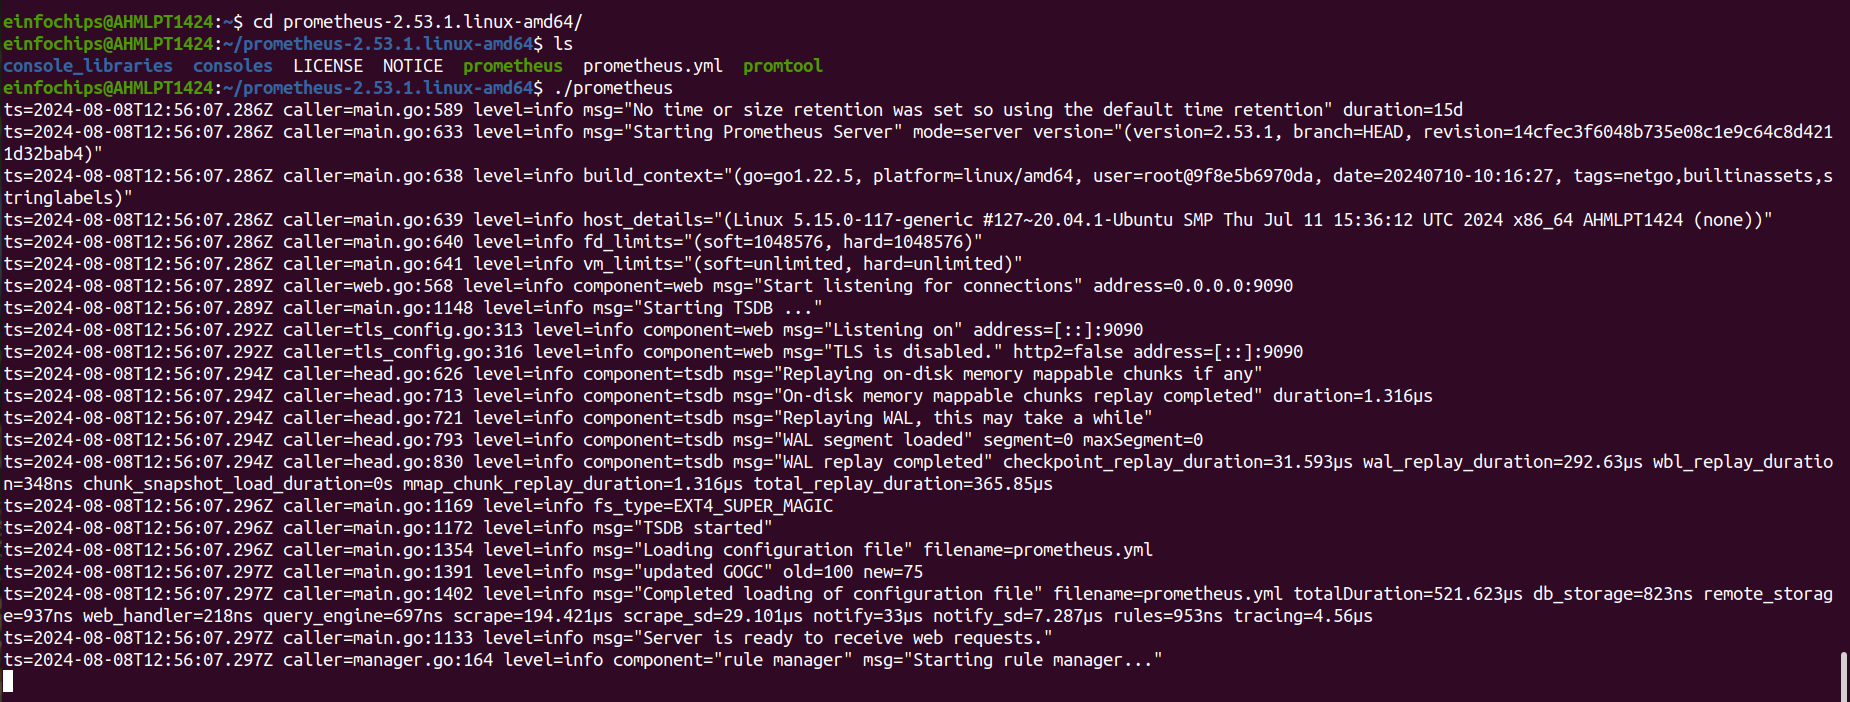 einfochips@AHMLPT1424:~$ cd prometheus-2.53.1.linux-amd64/
einfochips@AHMLPT1424:~/prometheus-2.53.1.linux-amd64$ ls
console_libraries  consoles  LICENSE  NOTICE  prometheus  prometheus.yml  promtool
einfochips@AHMLPT1424:~/prometheus-2.53.1.linux-amd64$ ./prometheus
ts=2024-08-08T12:56:07.286Z caller=main.go:589 level=info msg="No time or size retention was set so using the default time retention" duration=15d
ts=2024-08-08T12:56:07.286Z caller=main.go:633 level=info msg="Starting Prometheus Server" mode=server version="(version=2.53.1, branch=HEAD, revision=14cfec3f6048b735e08c1e9c64c8d421
1d32bab4)"
ts=2024-08-08T12:56:07.286Z caller=main.go:638 level=info build_context="(go=go1.22.5, platform=linux/amd64, user=root@9f8e5b6970da, date=20240710-10:16:27, tags=netgo,builtinassets,s
tringlabels)"
ts=2024-08-08T12:56:07.286Z caller=main.go:639 level=info host_details="(Linux 5.15.0-117-generic #127~20.04.1-Ubuntu SMP Thu Jul 11 15:36:12 UTC 2024 x86_64 AHMLPT1424 (none))"
ts=2024-08-08T12:56:07.286Z caller=main.go:640 level=info fd_limits="(soft=1048576, hard=1048576)"
ts=2024-08-08T12:56:07.286Z caller=main.go:641 level=info vm_limits="(soft=unlimited, hard=unlimited)"
ts=2024-08-08T12:56:07.289Z caller=web.go:568 level=info component=web msg="Start listening for connections" address=0.0.0.0:9090
ts=2024-08-08T12:56:07.289Z caller=main.go:1148 level=info msg="Starting TSDB ..."
ts=2024-08-08T12:56:07.292Z caller=tls_config.go:313 level=info component=web msg="Listening on" address=[::]:9090
ts=2024-08-08T12:56:07.292Z caller=tls_config.go:316 level=info component=web msg="TLS is disabled." http2=false address=[::]:9090
ts=2024-08-08T12:56:07.294Z caller=head.go:626 level=info component=tsdb msg="Replaying on-disk memory mappable chunks if any"
ts=2024-08-08T12:56:07.294Z caller=head.go:713 level=info component=tsdb msg="On-disk memory mappable chunks replay completed" duration=1.316µs
ts=2024-08-08T12:56:07.294Z caller=head.go:721 level=info component=tsdb msg="Replaying WAL, this may take a while"
ts=2024-08-08T12:56:07.294Z caller=head.go:793 level=info component=tsdb msg="WAL segment loaded" segment=0 maxSegment=0
ts=2024-08-08T12:56:07.294Z caller=head.go:830 level=info component=tsdb msg="WAL replay completed" checkpoint_replay_duration=31.593µs wal_replay_duration=292.63µs wbl_replay_duratio
n=348ns chunk_snapshot_load_duration=0s mmap_chunk_replay_duration=1.316µs total_replay_duration=365.85µs
ts=2024-08-08T12:56:07.296Z caller=main.go:1169 level=info fs_type=EXT4_SUPER_MAGIC
ts=2024-08-08T12:56:07.296Z caller=main.go:1172 level=info msg="TSDB started"
ts=2024-08-08T12:56:07.296Z caller=main.go:1354 level=info msg="Loading configuration file" filename=prometheus.yml
ts=2024-08-08T12:56:07.297Z caller=main.go:1391 level=info msg="updated GOGC" old=100 new=75
ts=2024-08-08T12:56:07.297Z caller=main.go:1402 level=info msg="Completed loading of configuration file" filename=prometheus.yml totalDuration=521.623µs db_storage=823ns remote_storag
e=937ns web_handler=218ns query_engine=697ns scrape=194.421µs scrape_sd=29.101µs notify=33µs notify_sd=7.287µs rules=953ns tracing=4.56µs
ts=2024-08-08T12:56:07.297Z caller=main.go:1133 level=info msg="Server is ready to receive web requests."
ts=2024-08-08T12:56:07.297Z caller=manager.go:164 level=info component="rule manager" msg="Starting rule manager..."